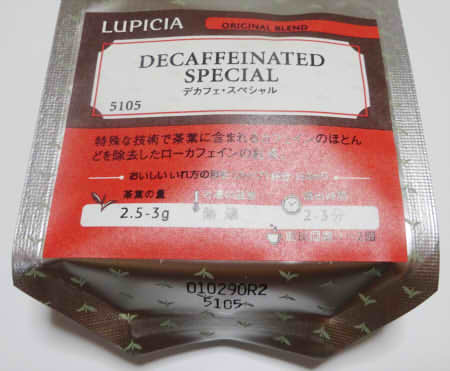 LUPICIA
ORIGINAL BLEND
DECAFFEINATED
SPECIAL
デカフェ・スペシャル
5105
特殊な技術で茶葉に含まれる
のほとん
どを除去したローカフェインの
おいしい いれ方の
茶葉の量
2.5-3g
2-3分
010290R2
5105